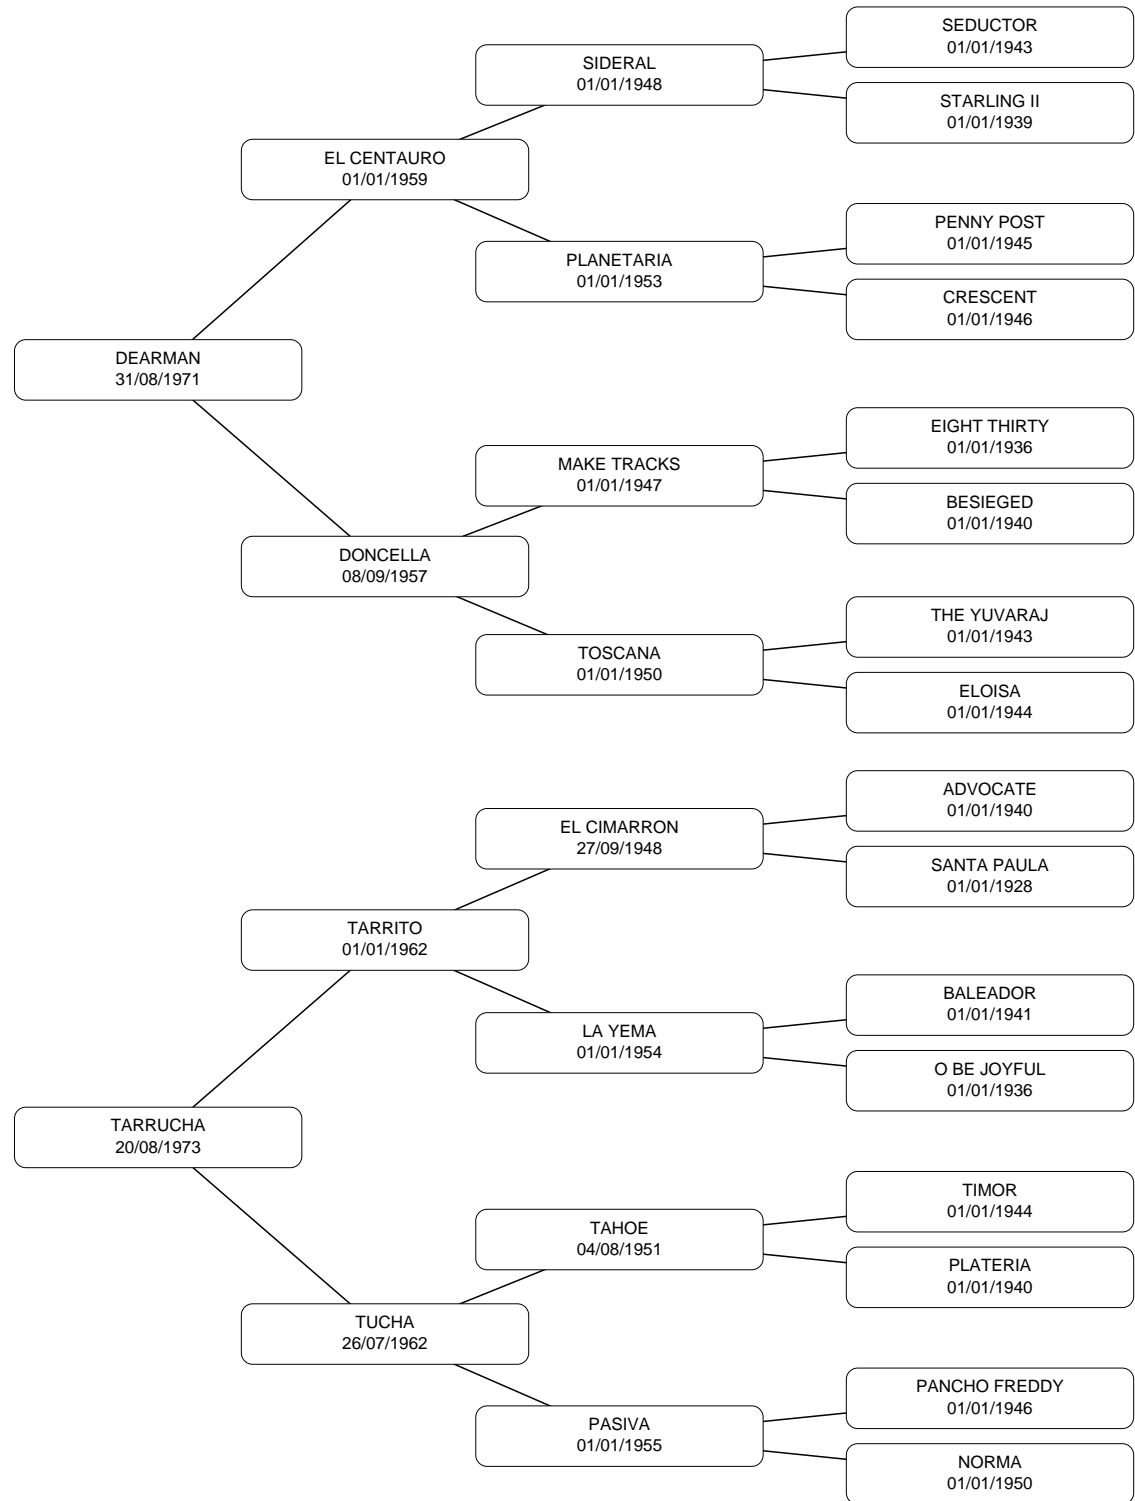 SEDUCTOR
01/01/1943
SIDERAL
01/01/1948
STARLING II
01/01/1939
EL CENTAURO
01/01/1959
PENNY POST
01/01/1945
PLANETARIA
01/01/1953
CRESCENT
01/01/1946
DEARMAN
31/08/1971
EIGHT THIRTY
01/01/1936
MAKE TRACKS
01/01/1947
BESIEGED
01/01/1940
DONCELLA
08/09/1957
THE YUVARAJ
01/01/1943
TOSCANA
01/01/1950
ELOISA
01/01/1944
ADVOCATE
01/01/1940
EL CIMARRON
27/09/1948
SANTA PAULA
01/01/1928
TARRITO
01/01/1962
BALEADOR
01/01/1941
LA YEMA
01/01/1954
O BE JOYFUL
01/01/1936
TARRUCHA
20/08/1973
TIMOR
01/01/1944
TAHOE
04/08/1951
PLATERIA
01/01/1940
TUCHA
26/07/1962
PANCHO FREDDY
01/01/1946
PASIVA
01/01/1955
NORMA
01/01/1950